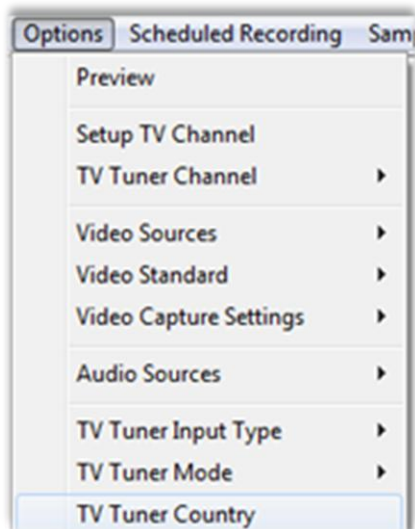 Options Scheduled Recording
Preview
Setup TV Channel
TV Tuner Channel
Video Sources
Video Standard
Video Capture Settings
Audio Sources
TV Tuner Input Type
TV Tuner Mode
TV Tuner Country